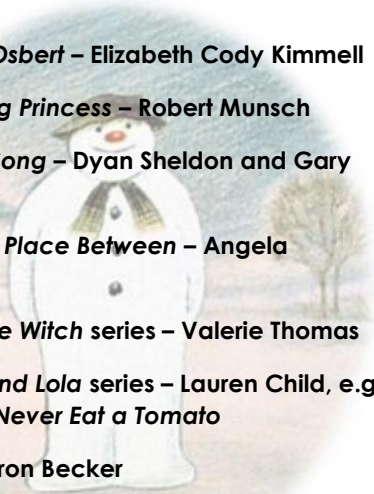 Osbert – Elizabeth Cody Kimmell
g Princess – Robert Munsch
ong – Dyan Sheldon and Gary
Place Between – Angela
e Witch series – Valerie Thomas
nd Lola series – Lauren Child, e.g
Never Eat a Tomato
ron Becker